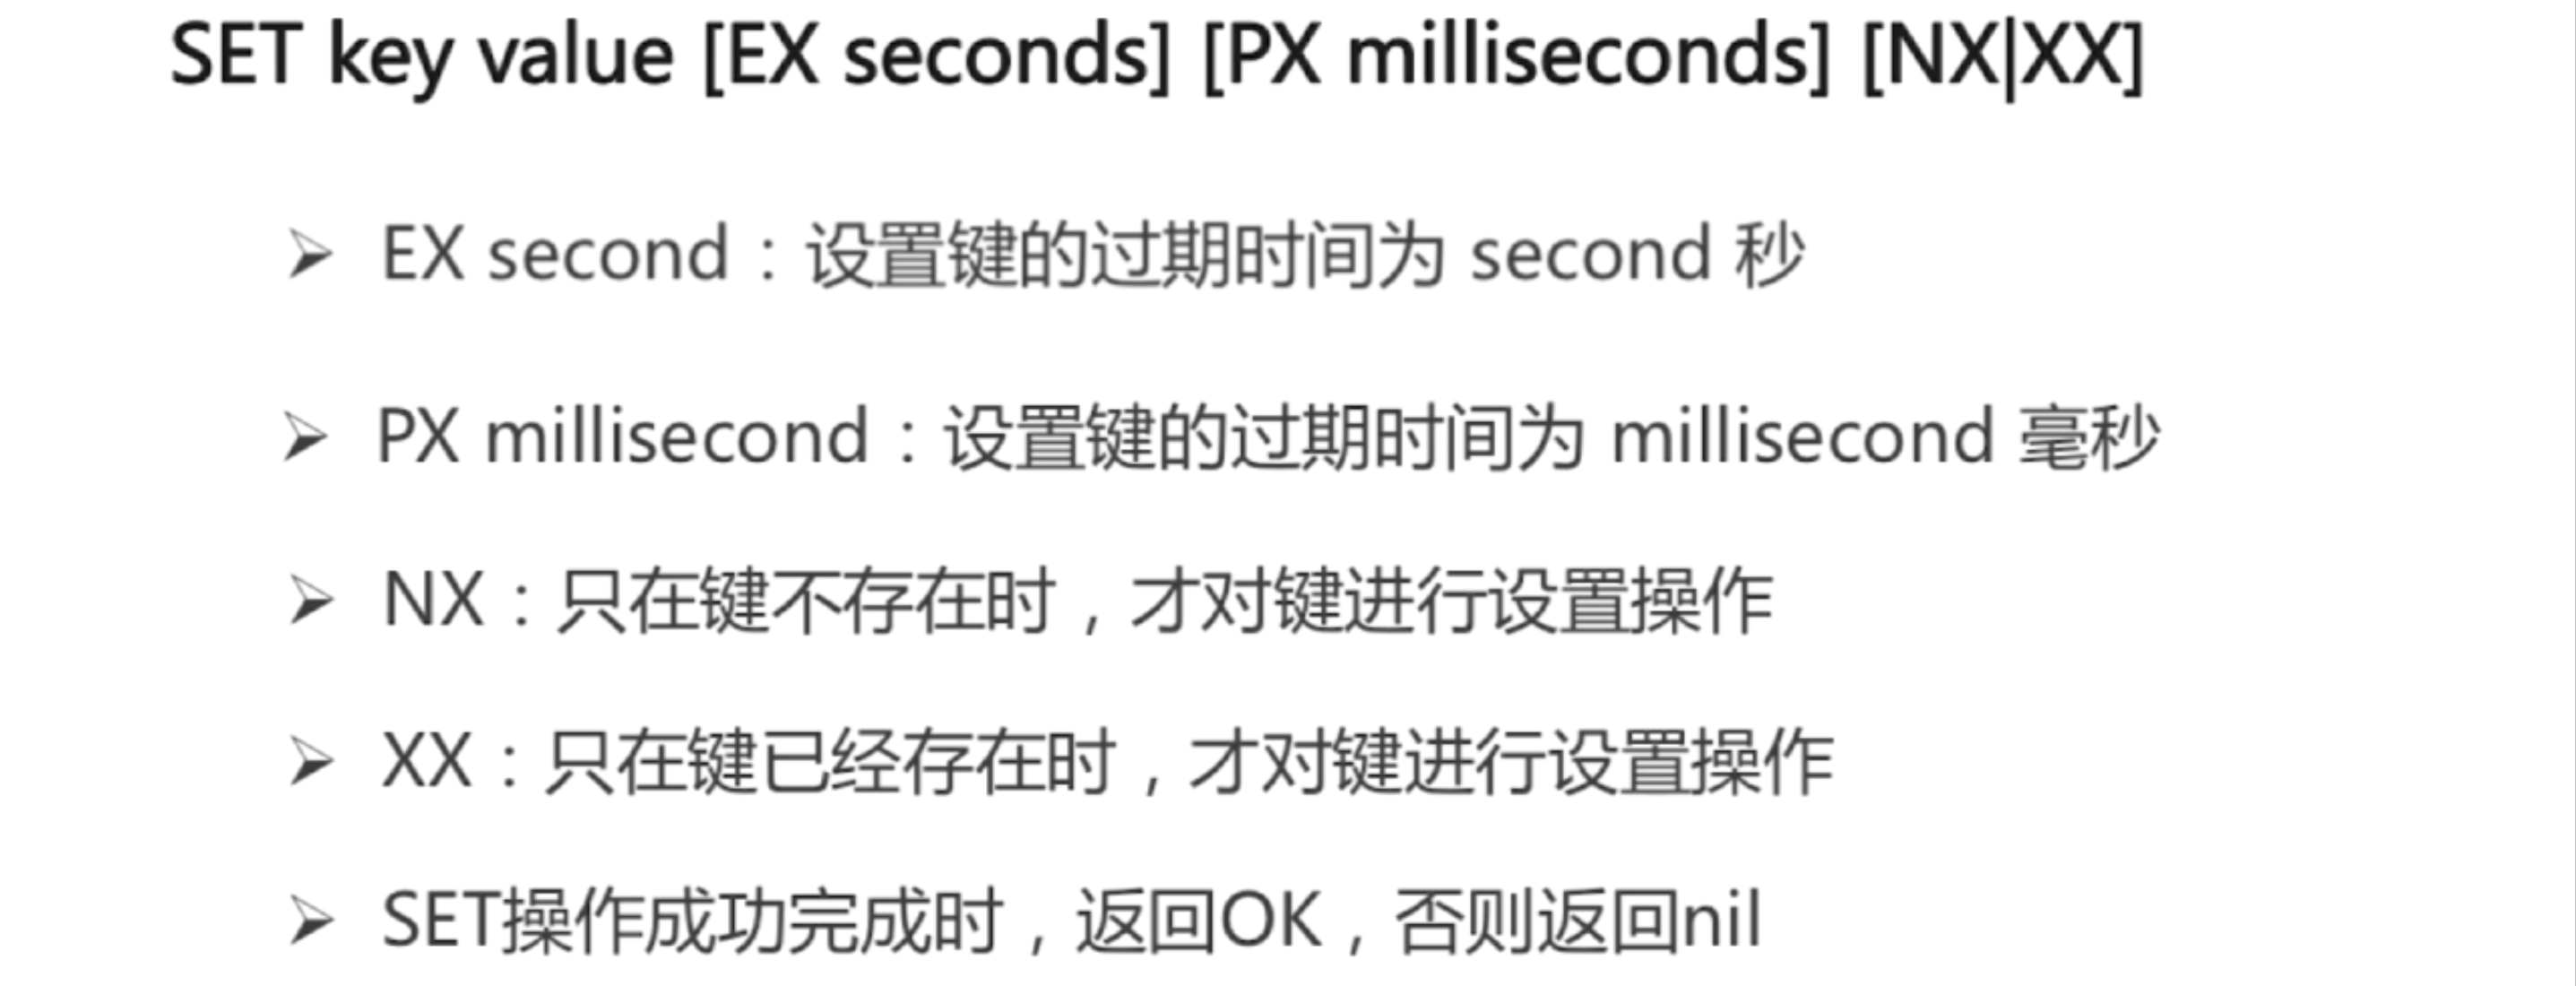 SET key value [EX seconds] [PX milliseconds] [NX|XX]
➢ EX second：设置键的过期时间为 second 秒
➢ PX millisecond：设置键的过期时间为 millisecond 毫秒
➢ NX：只在键不存在时，才对键进行设置操作
➢ XX：只在键已经存在时，才对键进行设置操作
➢ SET操作成功完成时，返回OK，否则返回nil